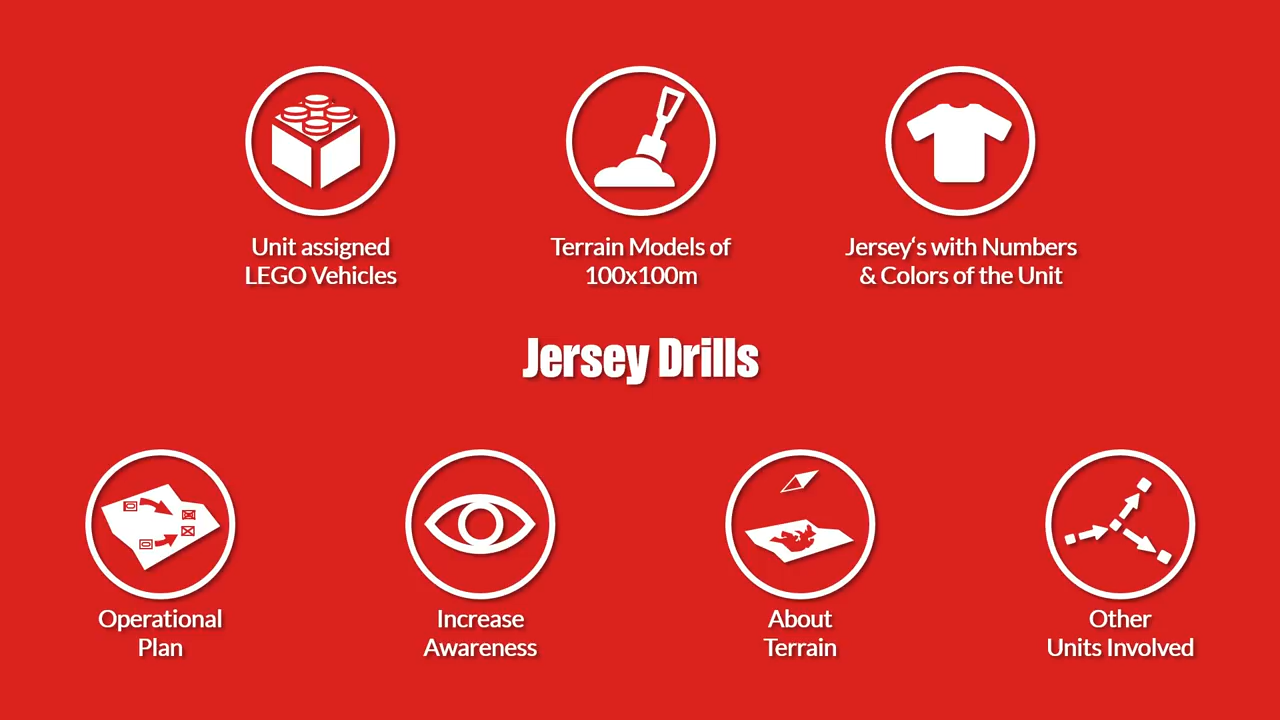 Unit assigned
LEGO Vehicles
Terrain Models of
100x100m
Jersey‘s with Numbers
& Colors of the Unit
Jersey Drills
Operational
Plan
Increase
Awareness
About
Terrain
Other
Units Involved